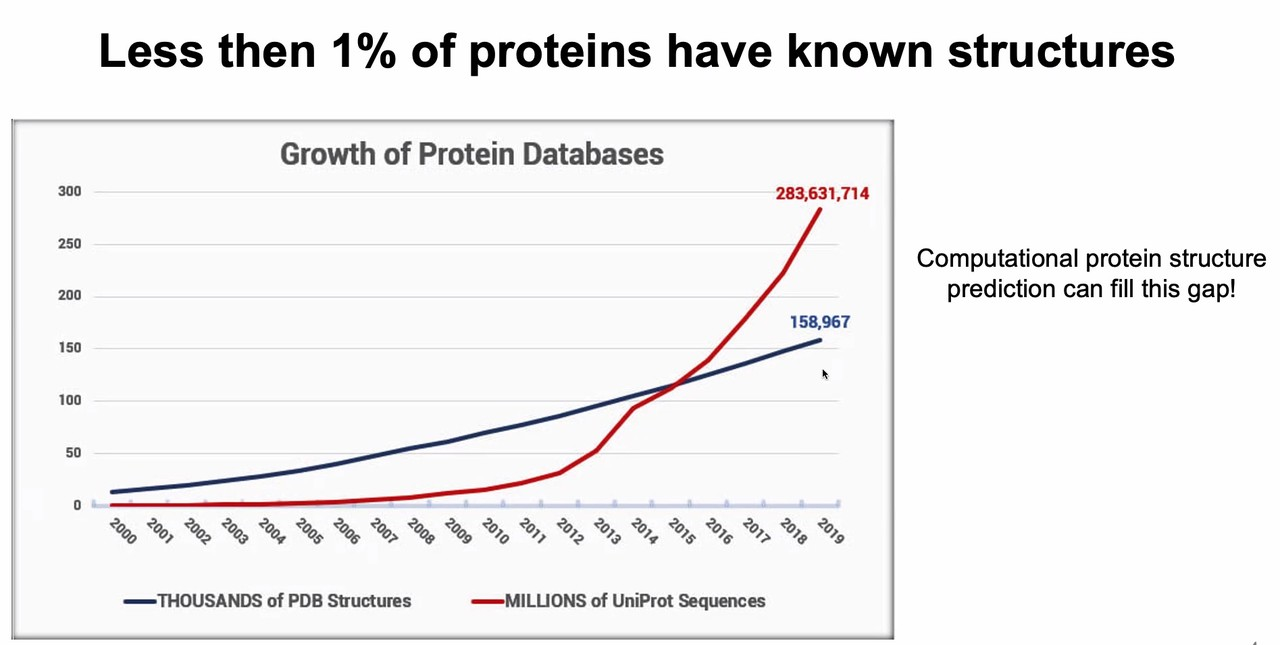 Less then 1% of proteins have known structures
Growth of Protein Databases
300
283,631,714
250
200
158,967
150
100
50
0
2000 2001 2002 2003 2004 2005 2006 2007 2008 2009 2010 2011 2012 2013 2014 2015 2016 2017 2018 2019
THOUSANDS of PDB Structures MILLIONS of UniProt Sequences
Computational protein structure
prediction can fill this gap!